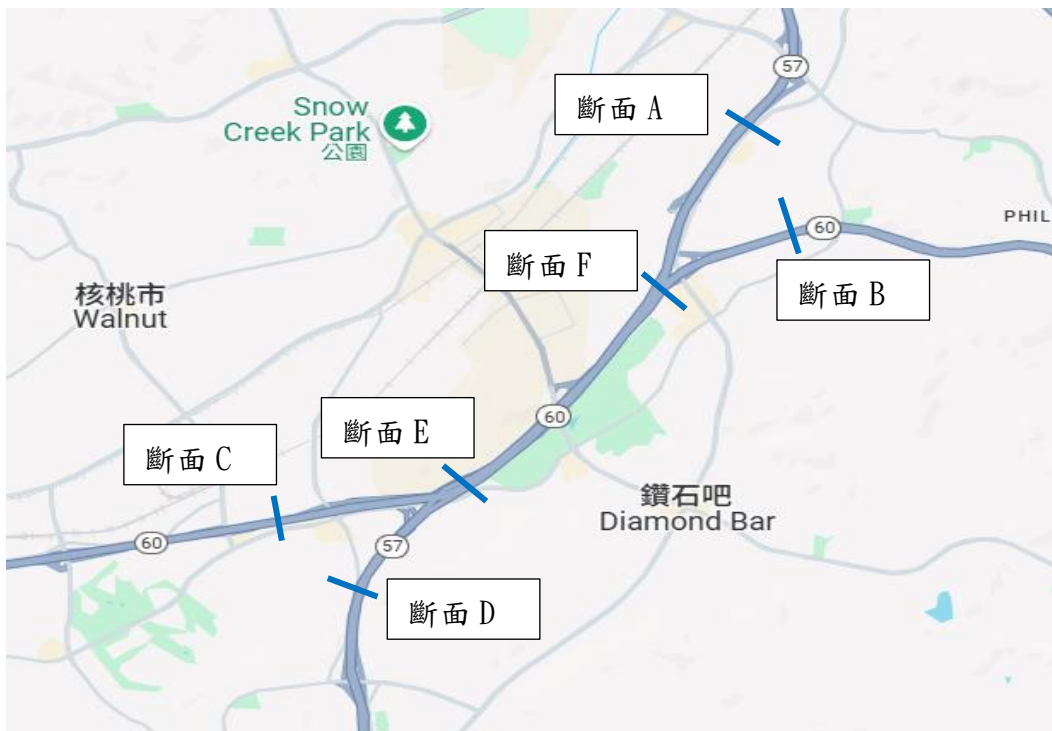 57
斷面 A
Snow
Creek Park
公園
60
PHIL
斷面 F
斷面 B
核桃市
Walnut
60
斷面 E
斷面 C
鑽石吧
Diamond Bar
60
57
斷面 D